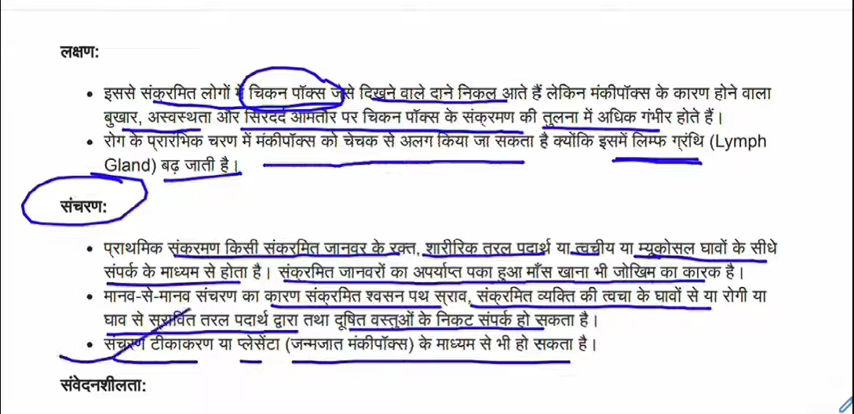 लक्षण:
इससे संक्रमित लोगों में चिकन पॉक्स जैसे दिखने वाले दाने निकल आते हैं लेकिन मंकीपॉक्स के कारण होने वाला
बुखार, अस्वस्थता और सिरदर्द आमतौर पर चिकन पॉक्स के संक्रमण की तुलना में अधिक गंभीर होते हैं।
रोग के प्रारंभिक चरण में मंकीपॉक्स को चेचक से अलग किया जा सकता है क्योंकि इसमें लिम्फ ग्रंथि (Lymph
Gland) बढ़ जाती है।
संचरण:
प्राथमिक संक्रमण किसी संक्रमित जानवर के रक्त, शारीरिक तरल पदार्थ या त्वचीय या म्यूकोसल घावों के सीधे
संपर्क के माध्यम से होता है। संक्रमित जानवरों का अपर्याप्त पका हुआ माँस खाना भी जोखिम का कारक है।
मानव-से-मानव संचरण का कारण संक्रमित श्वसन पथ स्राव, संक्रमित व्यक्ति की त्वचा के घावों से या रोगी या
घाव से स्रावित तरल पदार्थ द्वारा तथा दूषित वस्तुओं के निकट संपर्क हो सकता है।
संचरण टीकाकरण या प्लेसेंटा (जन्मजात मंकीपॉक्स) के माध्यम से भी हो सकता है।
संवेदनशीलता: